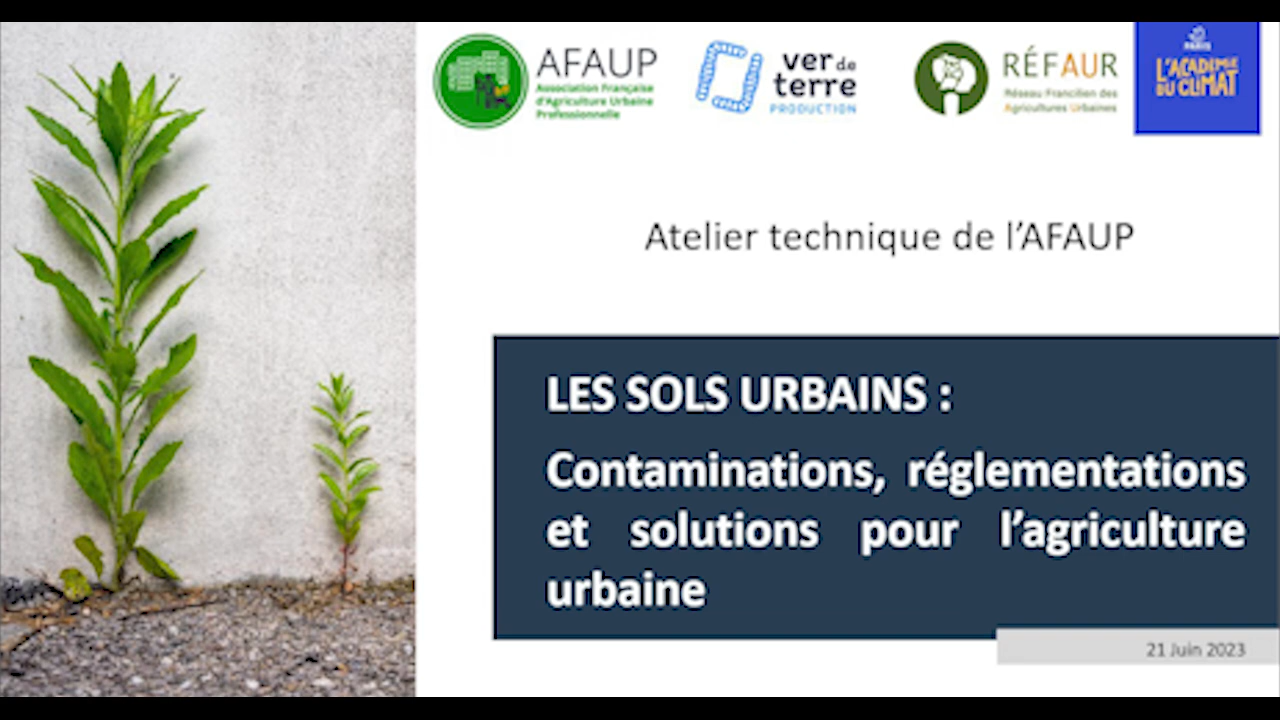 AFAUP
Association Française
d'Agriculture Urbaine
Professionnelle
ver de
terre
PRODUCTION
RÉFAUR
Réseau Francilien des
Agricultures Urbaines
PARIS
L'ACADÉMIE
DU CLIMAT
Atelier technique de l'AFAUP
LES SOLS URBAINS :
Contaminations, réglementations
et solutions pour l'agriculture
urbaine
21 Juin 2023